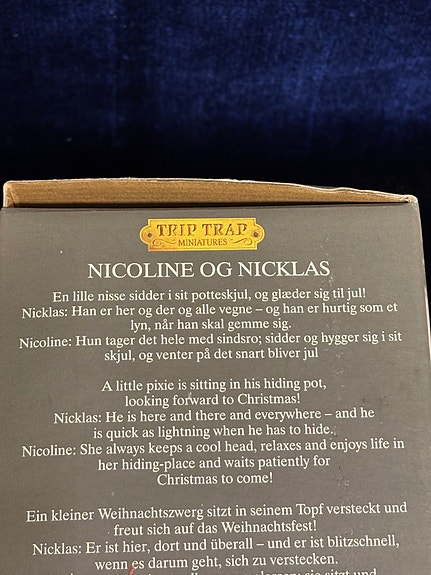 TRIP TRAP
MINIATURES
NICOLINE OG NICKLAS
En lille nisse sidder i sit potteskjul, og glæder sig til jul!
Nicklas: Han er her og der og alle vegne – og han er hurtig som et
lyn, når han skal gemme sig.
Nicoline: Hun tager det hele med sindsro; sidder og hygger sig i sit
skjul, og venter på det snart bliver jul
A little pixie is sitting in his hiding pot,
looking forward to Christmas!
Nicklas: He is here and there and everywhere – and he
is quick as lightning when he has to hide.
Nicoline: She always keeps a cool head, relaxes and enjoys life in
her hiding-place and waits patiently for
Christmas to come!
Ein kleiner Weihnachtszwerg sitzt in seinem Topf versteckt und
freut sich auf das Weihnachtsfest!
Nicklas: Er ist hier, dort und überall – und er ist blitzschnell,
wenn es darum geht, sich zu verstecken.
sie sitzt und